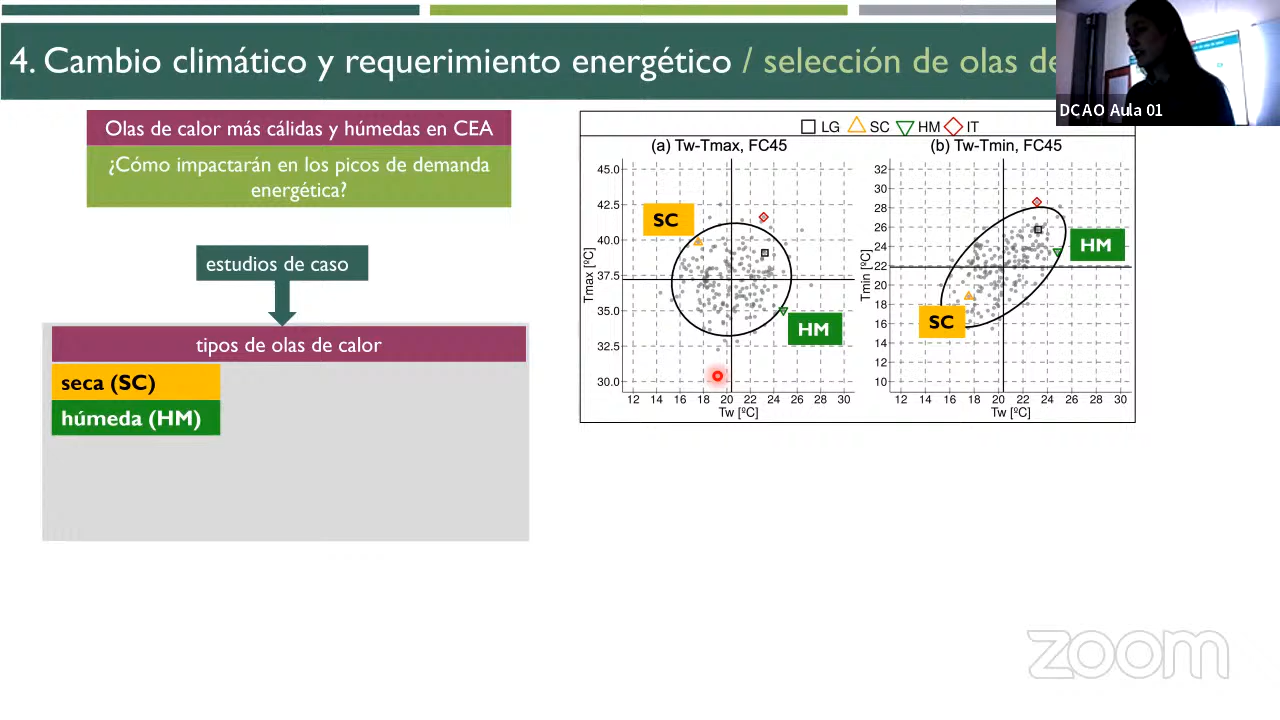 4. Cambio climático y requerimiento energético / selección de olas de
DCAO Aula 01
Olas de calor más cálidas y húmedas en CEA
¿Cómo impactarán en los picos de demanda
energética?
estudios de caso
tipos de olas de calor
seca (SC)
húmeda (HM)
LG SC HM IT
(a) Tw-Tmax, FC45
45.0
42.5
40.0
37.5
35.0
32.5
30.0
Tmax [ºC]
SC
HM
12 14 16 18 20 22 24 26 28 30
Tw [ºC]
(b) Tw-Tmin, FC45
32
30
28
26
24
22
20
18
16
14
12
10
Tmin [ºC]
HM
SC
12 14 16 18 20 22 24 26 28 30
Tw [ºC]
zoom